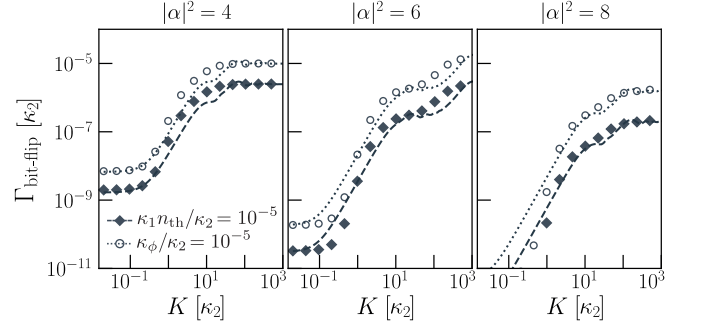 |α|² = 4
|α|² = 6
|α|² = 8
Γ_bit-flip [κ₂]
10⁻⁵
10⁻⁷
10⁻⁹
10⁻¹¹
κ₁n_th/κ₂ = 10⁻⁵
κ_ϕ/κ₂ = 10⁻⁵
10⁻¹ 10¹ 10³
10⁻¹ 10¹ 10³
10⁻¹ 10¹ 10³
K [κ₂]
K [κ₂]
K [κ₂]